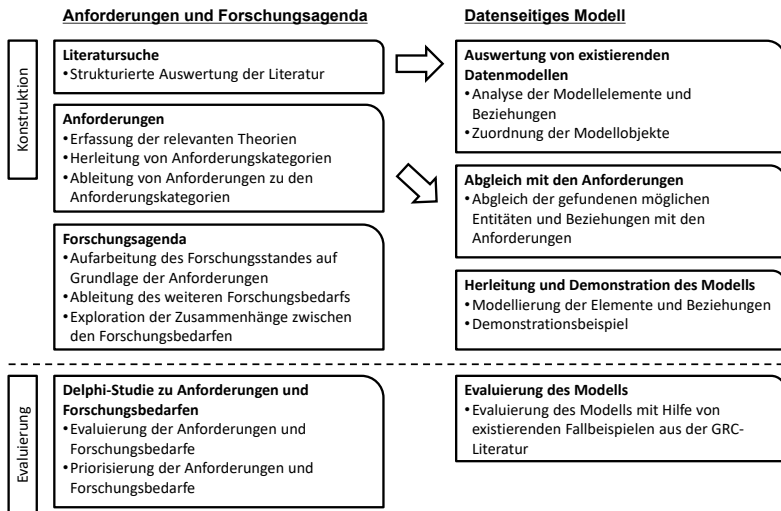 Anforderungen und Forschungsagenda
Datenseitiges Modell
Konstruktion
Literatursuche
• Strukturierte Auswertung der Literatur
Anforderungen
• Erfassung der relevanten Theorien
• Herleitung von Anforderungskategorien
• Ableitung von Anforderungen zu den
Anforderungskategorien
Forschungsagenda
• Aufarbeitung des Forschungsstandes auf
Grundlage der Anforderungen
• Ableitung des weiteren Forschungsbedarfs
• Exploration der Zusammenhänge zwischen
den Forschungsbedarfen
Auswertung von existierenden
Datenmodellen
• Analyse der Modellelemente und
Beziehungen
• Zuordnung der Modellobjekte
Abgleich mit den Anforderungen
• Abgleich der gefundenen möglichen
Entitäten und Beziehungen mit den
Anforderungen
Herleitung und Demonstration des Modells
• Modellierung der Elemente und Beziehungen
• Demonstrationsbeispiel
Evaluierung
Delphi-Studie zu Anforderungen und
Forschungsbedarfen
• Evaluierung der Anforderungen und
Forschungsbedarfe
• Priorisierung der Anforderungen und
Forschungsbedarfe
Evaluierung des Modells
• Evaluierung des Modells mit Hilfe von
existierenden Fallbeispielen aus der GRC-
Literatur